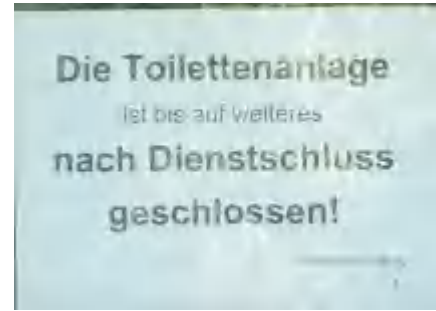 Die Toilettenanlage
ist bis auf weiteres
nach Dienstschluss
geschlossen!